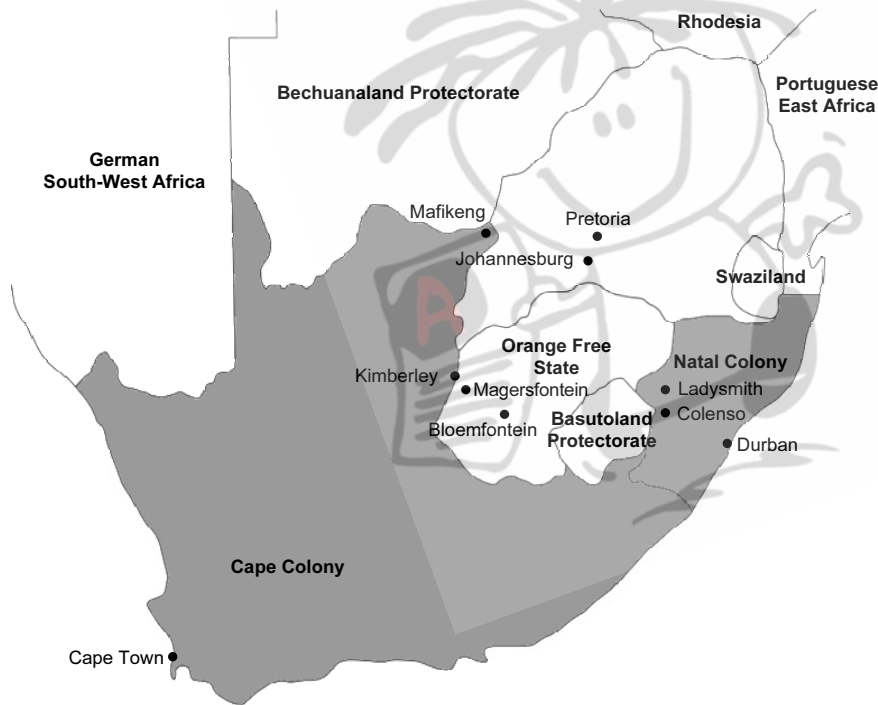 Rhodesia
Bechuanaland Protectorate
Portuguese
East Africa
German
South-West Africa
Mafikeng
Pretoria
Johannesburg
Swaziland
A
Orange Free
State
Natal Colony
Kimberley
Magersfontein
Ladysmith
Bloemfontein
Basutoland
Protectorate
Colenso
Durban
Cape Colony
Cape Town